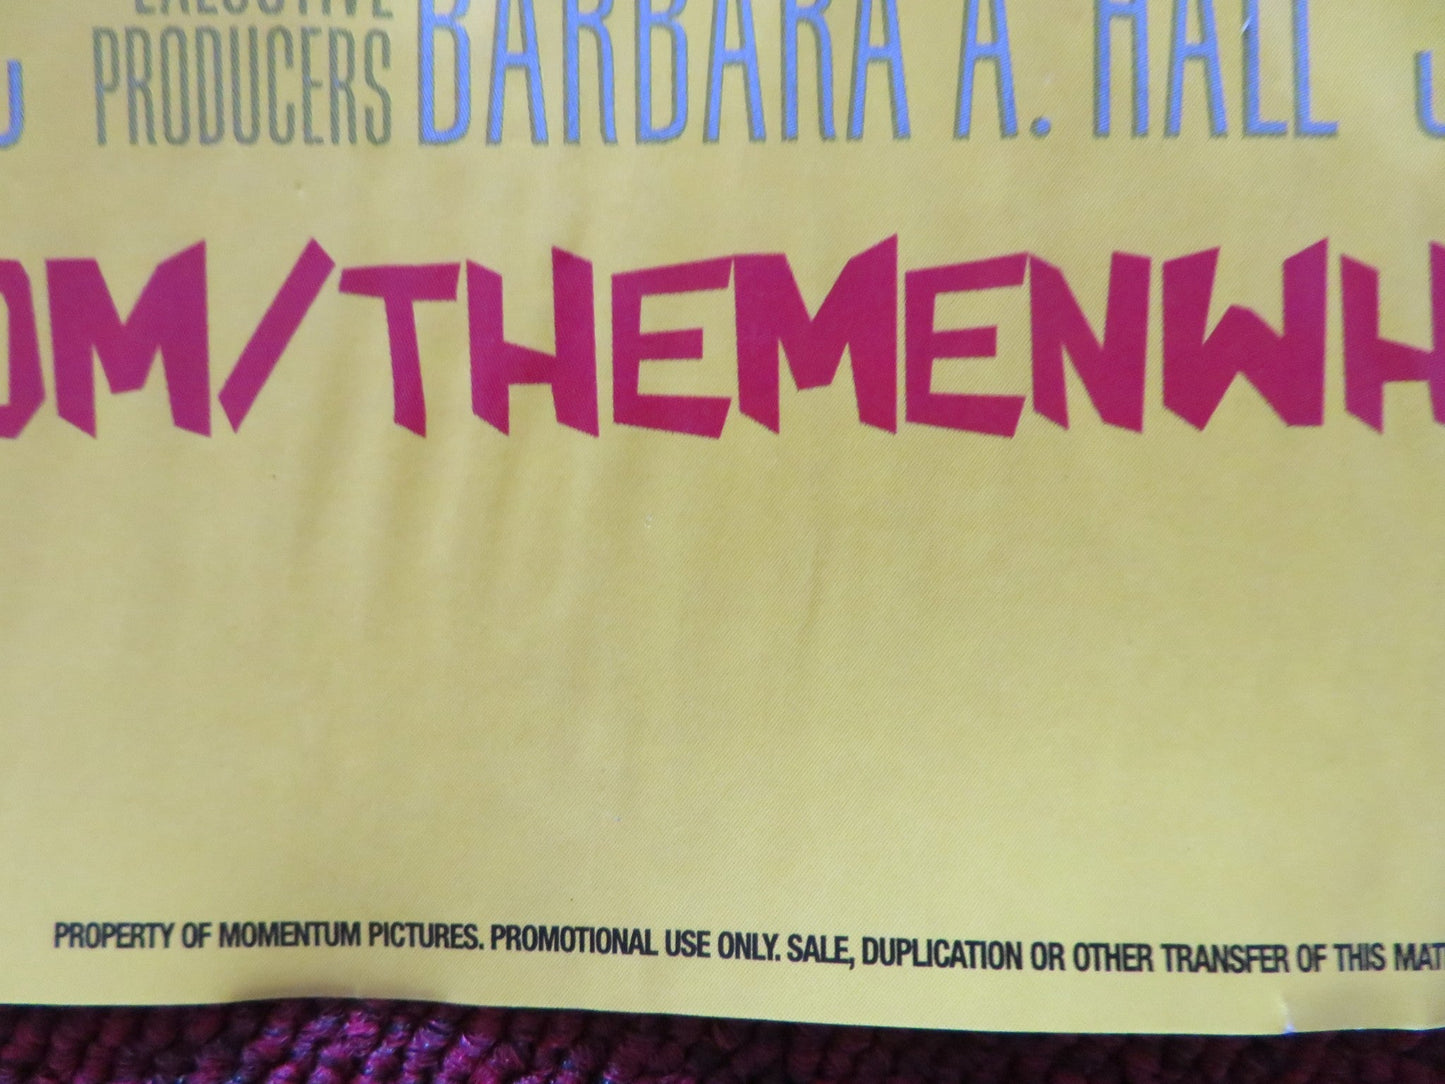 EXECUTIVE
PRODUCERS BARBARA A. HALL
OM/THEMENWH
PROPERTY OF MOMENTUM PICTURES. PROMOTIONAL USE ONLY. SALE, DUPLICATION OR OTHER TRANSFER OF THIS MAT